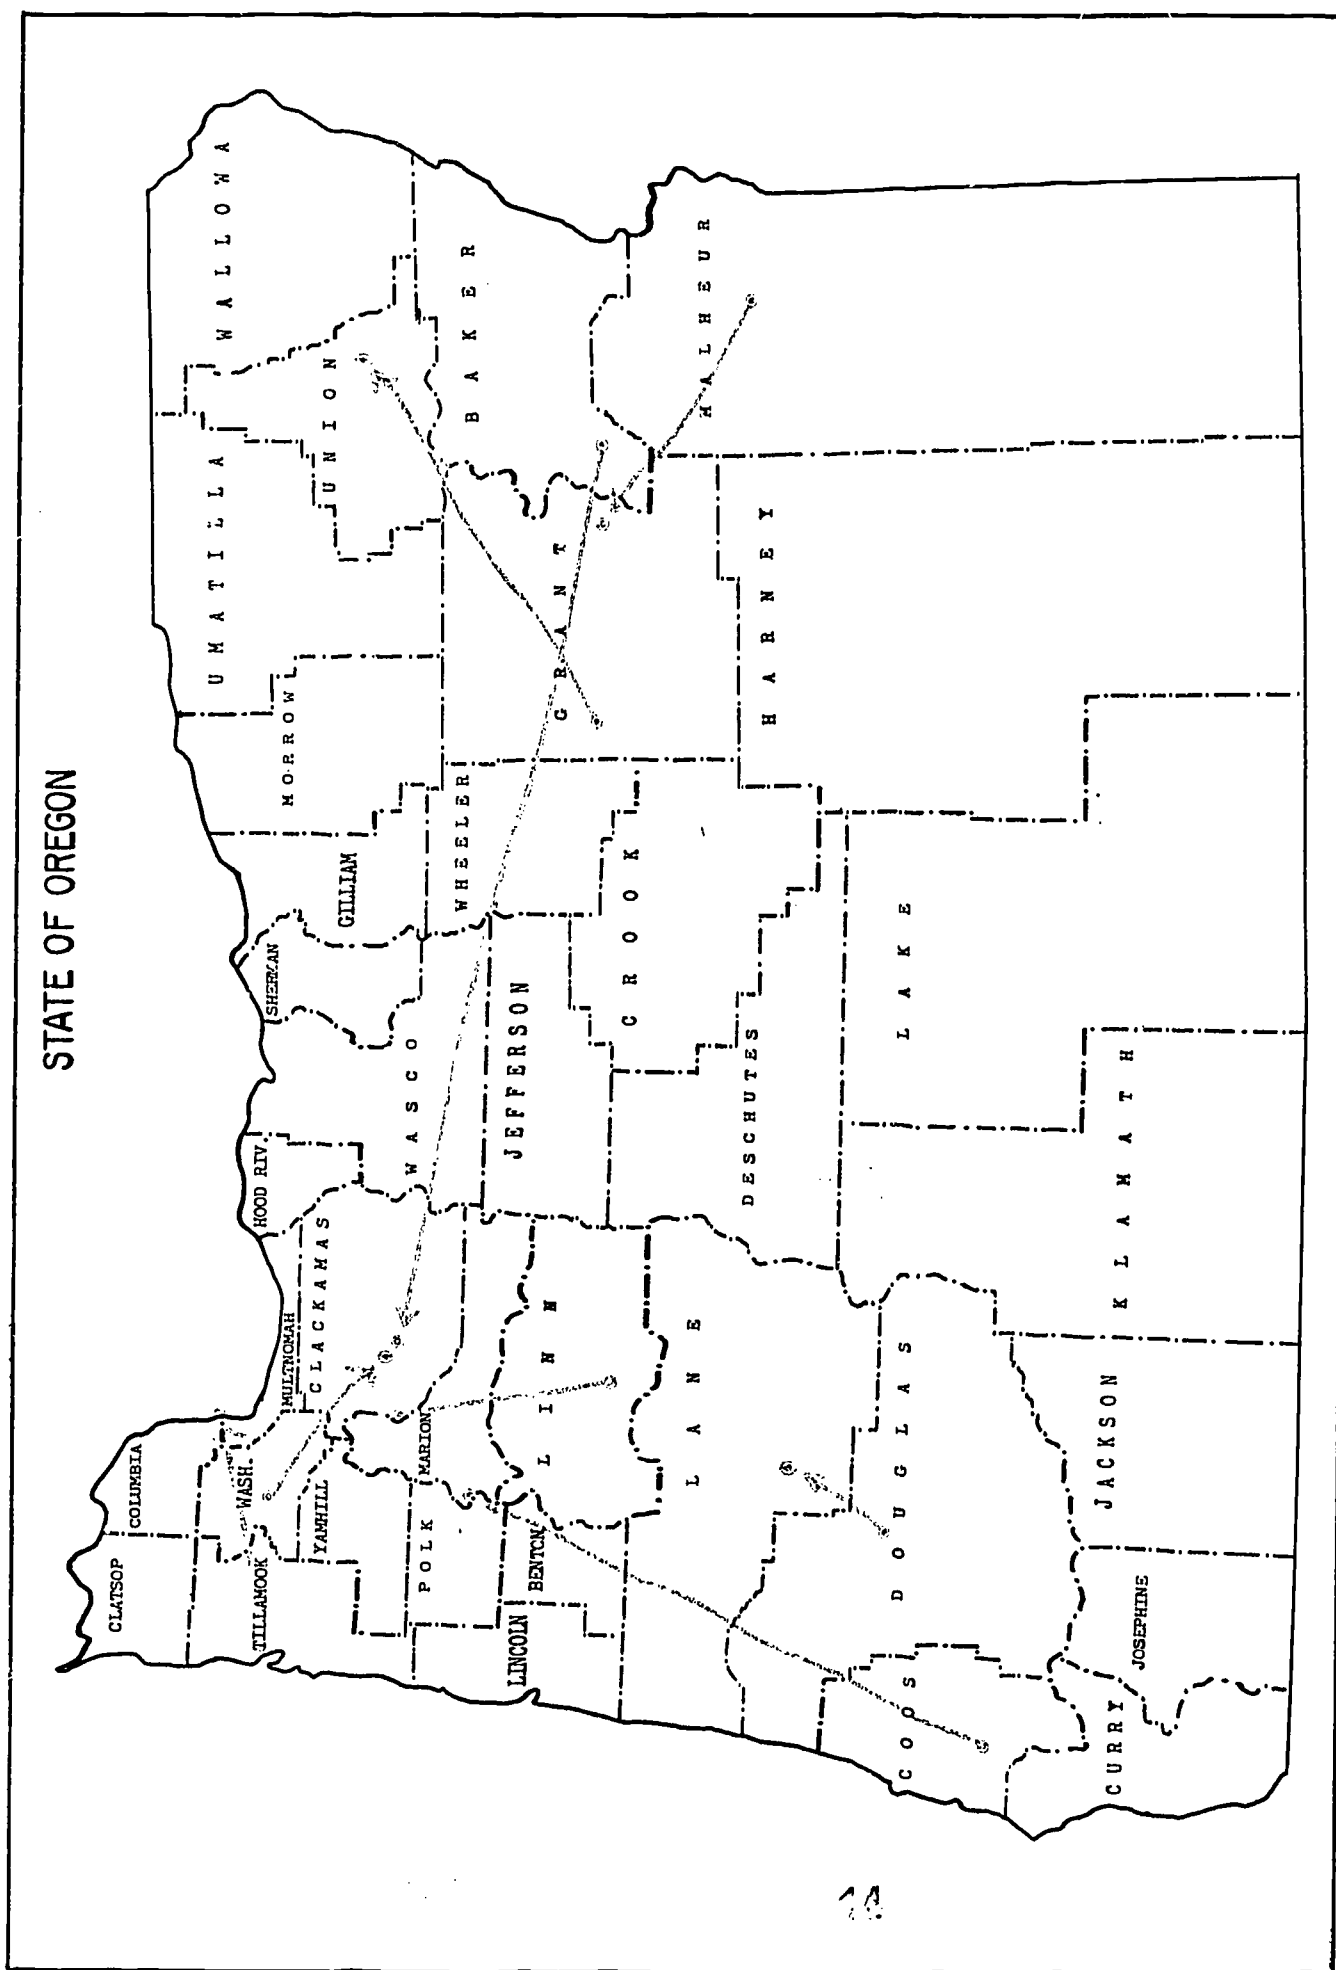 STATE OF OREGON
CLATSOP
COLUMBIA
TILLAMOOK
WASH.
MULTNOMAH
HOOD RIV.
SHERMAN
GILLIAM
MORROW
UMATILLA
UNION
WALLOWA
YAMHILL
CLACKAMAS
WASCO
WHEELER
BAKER
POLK
MARION
JEFFERSON
GRANT
LINCOLN
BENTON
LINN
CROOK
LANE
DESCHUTES
HARNEY
MALHEUR
COOS
DOUGLAS
LAKE
CURRY
JOSEPHINE
JACKSON
KLAMATH
14